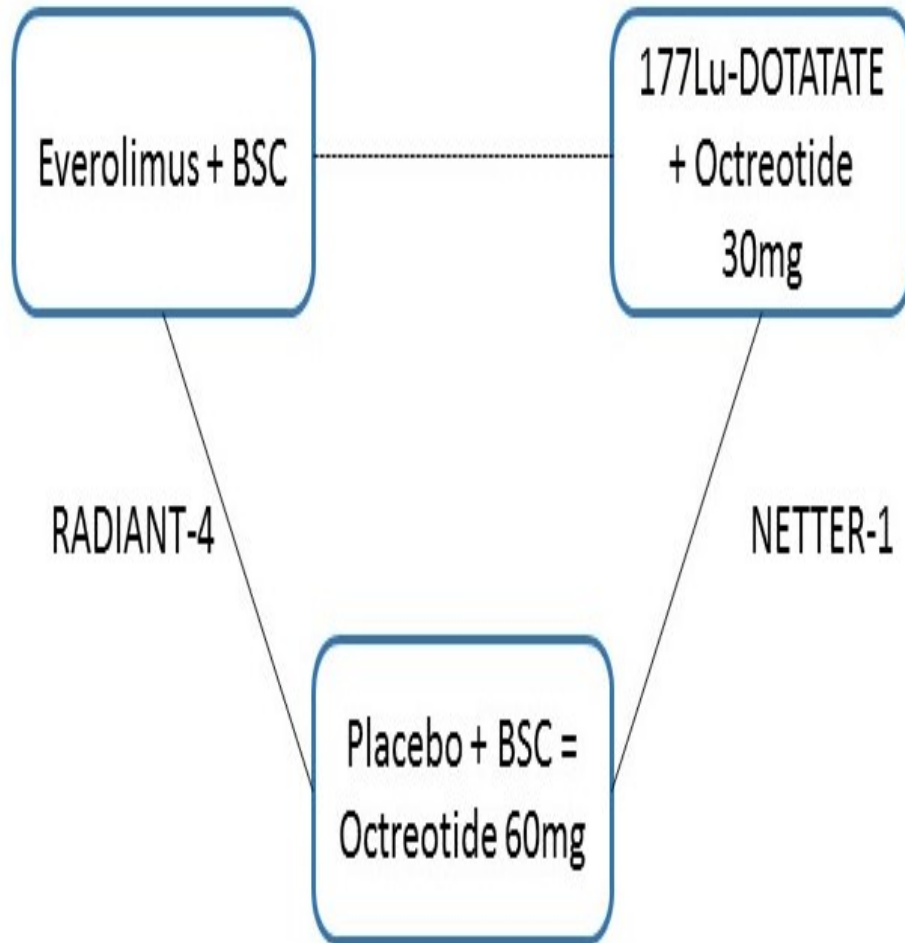 Everolimus + BSC
177Lu-DOTATATE
+ Octreotide
30mg
RADIANT-4
NETTER-1
Placebo + BSC =
Octreotide 60mg